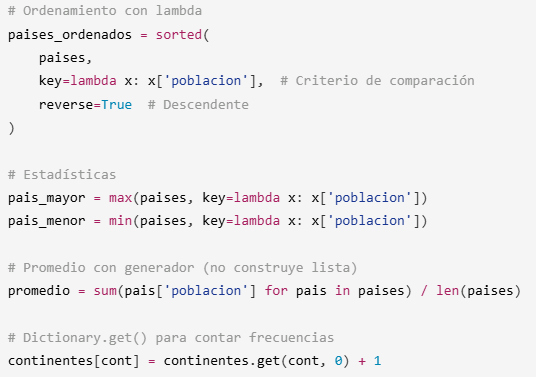 # Ordenamiento con lambda
paises_ordenados = sorted(
    paises,
    key=lambda x: x['poblacion'],  # Criterio de comparación
    reverse=True  # Descendente
)

# Estadísticas
pais_mayor = max(paises, key=lambda x: x['poblacion'])
pais_menor = min(paises, key=lambda x: x['poblacion'])

# Promedio con generador (no construye lista)
promedio = sum(pais['poblacion'] for pais in paises) / len(paises)

# Dictionary.get() para contar frecuencias
continentes[cont] = continentes.get(cont, 0) + 1